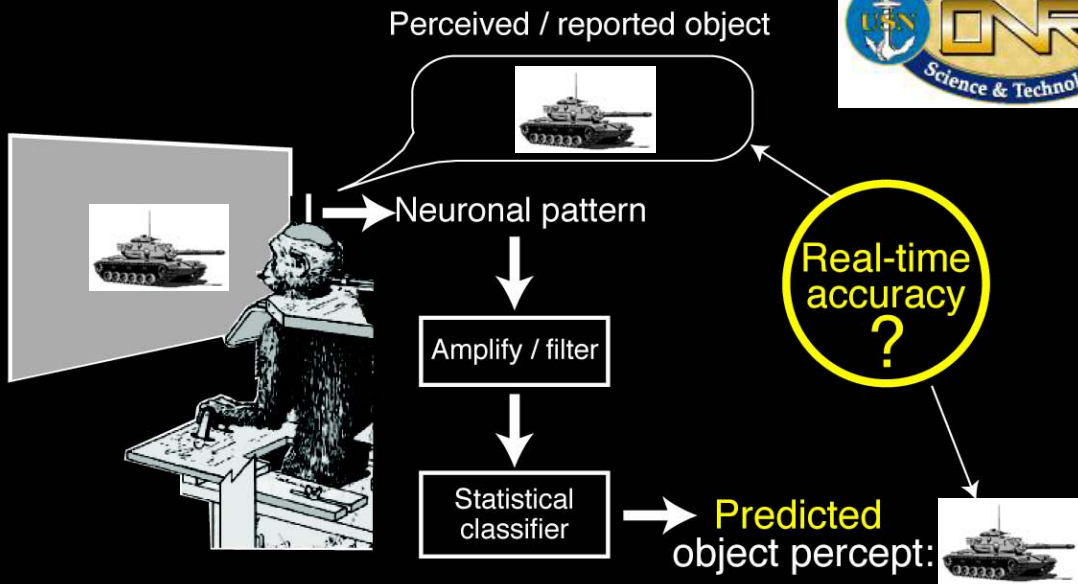 Perceived / reported object
USN
ONR
Science & Technol
Neuronal pattern
Real-time
accuracy
?
Amplify / filter
Statistical
classifier
Predicted
object percept: